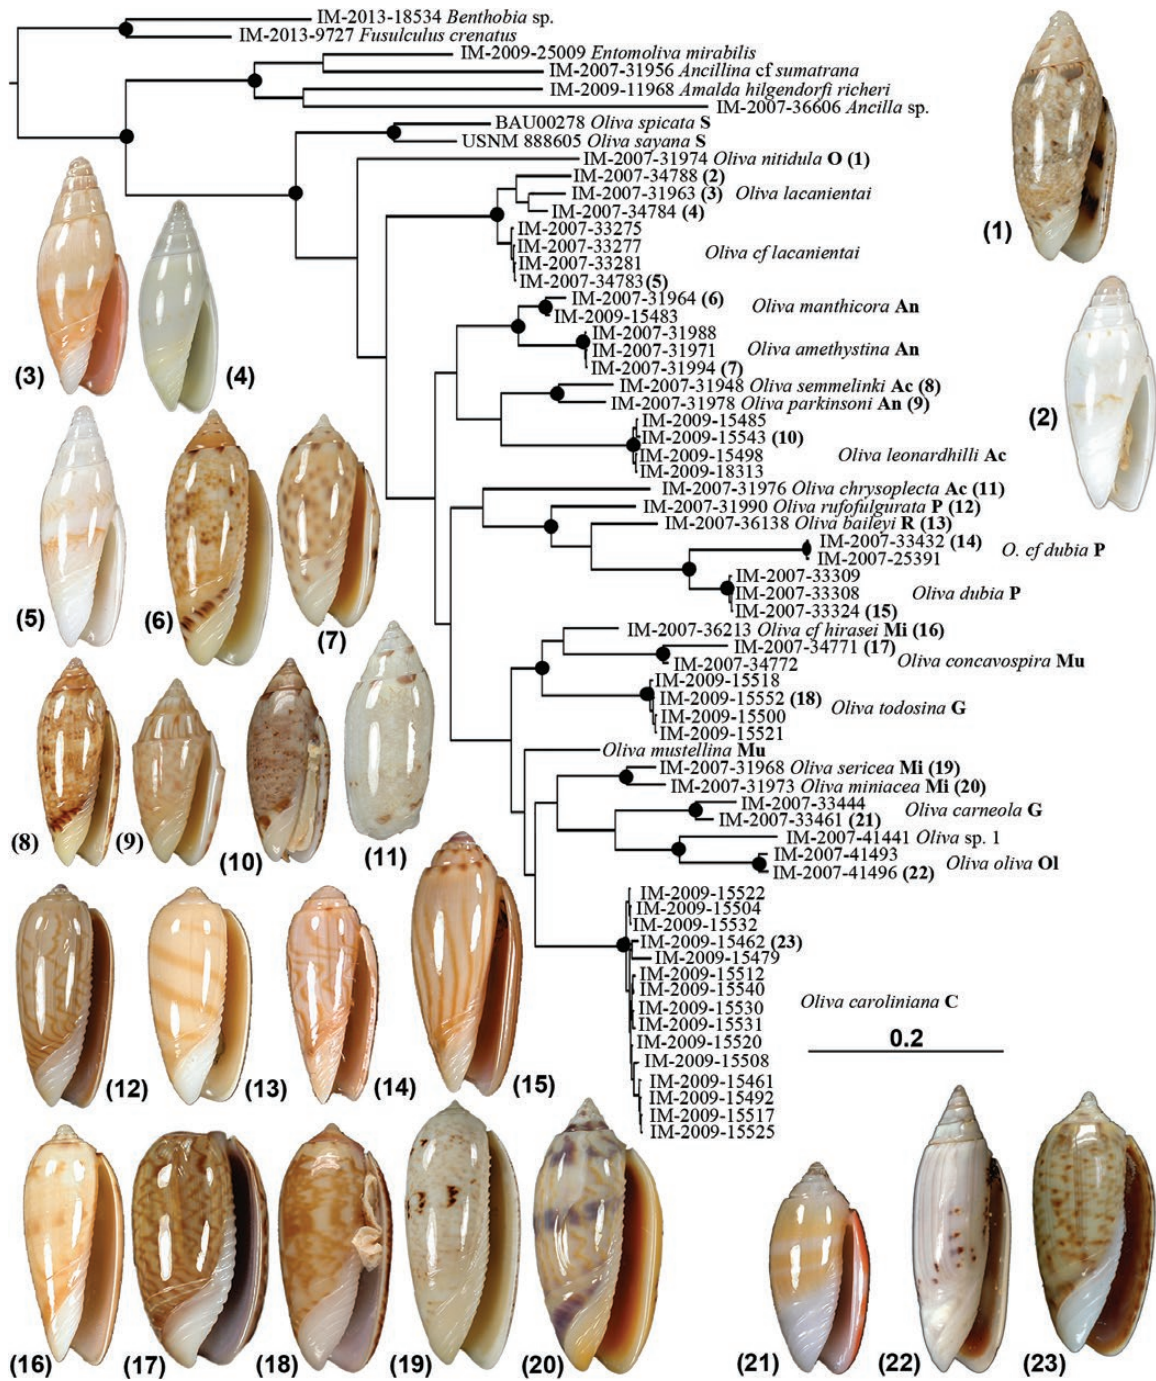 IM-2013-18534 Benthobia sp.
IM-2013-9727 Fusulculus crenatus
IM-2009-25009 Entomoliva mirabilis
IM-2007-31956 Ancillina cf sumatrana
IM-2009-11968 Amalda hilgendorfi richeri
IM-2007-36606 Ancilla sp.
BAU00278 Oliva spicata S
USNM 888605 Oliva sayana S
IM-2007-31974 Oliva nitidula O (1)
IM-2007-34788 (2)
IM-2007-31963 (3) Oliva lacanientai
IM-2007-34784 (4)
IM-2007-33275
IM-2007-33277
Oliva cf lacanientai
IM-2007-33281
IM-2007-34783 (5)
IM-2007-31964 (6)
Oliva manthicora An
IM-2009-15483
IM-2007-31988
IM-2007-31971
Oliva amethystina An
IM-2007-31994 (7)
IM-2007-31948 Oliva semmelinki Ac (8)
IM-2007-31978 Oliva parkinsoni An (9)
IM-2009-15485
IM-2009-15543 (10)
IM-2009-15498
Oliva leonardhilli Ac
IM-2009-18313
IM-2007-31976 Oliva chrysoplecta Ac (11)
IM-2007-31990 Oliva rufofulgurata P (12)
IM-2007-36138 Oliva baileyi R (13)
IM-2007-33432 (14)
O. cf dubia P
IM-2007-25391
IM-2007-33309
IM-2007-33308
Oliva dubia P
IM-2007-33324 (15)
IM-2007-36213 Oliva cf hirasei Mi (16)
IM-2007-34771 (17)
Oliva concavospira Mu
IM-2007-34772
IM-2009-15518
IM-2009-15552 (18)
Oliva todosina G
IM-2009-15500
IM-2009-15521
Oliva mustellina Mu
IM-2007-31968 Oliva sericea Mi (19)
IM-2007-31973 Oliva miniacea Mi (20)
IM-2007-33444
Oliva carneola G
IM-2007-33461 (21)
IM-2007-41441 Oliva sp. 1
IM-2007-41493
Oliva oliva Ol
IM-2007-41496 (22)
IM-2009-15522
IM-2009-15504
IM-2009-15532
IM-2009-15462 (23)
IM-2009-15479
IM-2009-15512
IM-2009-15540
Oliva caroliniana C
IM-2009-15530
IM-2009-15531
IM-2009-15520
IM-2009-15508
IM-2009-15461
IM-2009-15492
IM-2009-15517
IM-2009-15525
0.2
(1)
(2)
(3)
(4)
(5)
(6)
(7)
(8)
(9)
(10)
(11)
(12)
(13)
(14)
(15)
(16)
(17)
(18)
(19)
(20)
(21)
(22)
(23)